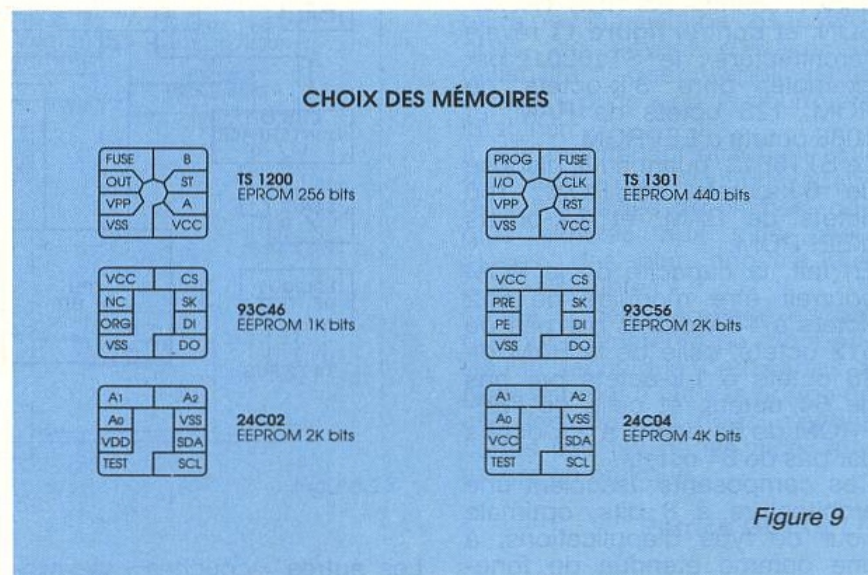 CHOIX DES MÉMOIRES
FUSE B
OUT ST
VPP A
VSS VCC
TS 1200
EPROM 256 bits
PROG FUSE
I/O CLK
VPP RST
VSS VCC
TS 1301
EEPROM 440 bits
VCC CS
NC SK
ORG DI
VSS DO
93C46
EEPROM 1K bits
VCC CS
PRE SK
PE DI
VSS DO
93C56
EEPROM 2K bits
A1 A2
A0 VSS
VDD SDA
TEST SCL
24C02
EEPROM 2K bits
A1 A2
A0 VSS
VCC SDA
TEST SCL
24C04
EEPROM 4K bits
Figure 9